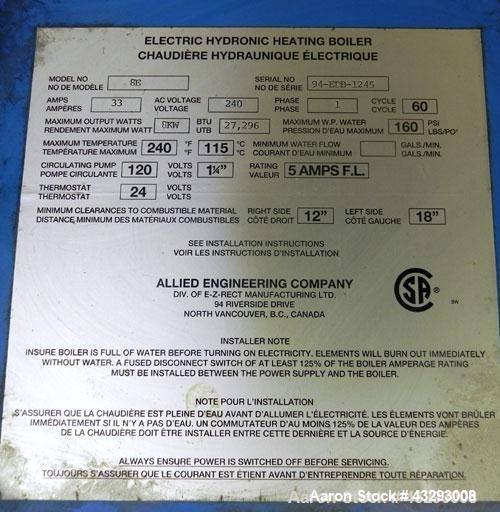 ELECTRIC HYDRONIC HEATING BOILER
CHAUDIÈRE HYDRAUNIQUE ÉLECTRIQUE
MODEL NO 8E SERIAL NO 94-EDB-1245
NO DE MODÈLE NO DE SÉRIE
AMPS 33 AC VOLTAGE 240 PHASE 1 CYCLE 60
AMPÈRES VOLTAGE PHASE CYCLE
MAXIMUM OUTPUT WATTS 8KW BTU 27,296 MAXIMUM W.P. WATER 160 PSI
RENDEMENT MAXIMUM WATT UTB PRESSION D'EAU MAXIMUM LBS/PO²
MAXIMUM TEMPERATURE 240 °F 115 °C MINIMUM WATER FLOW GALS./MIN.
TEMPÉRATURE MAXIMUM °F °C COURANT D'EAU MINIMUM GALS./MIN.
CIRCULATING PUMP 120 VOLTS 1¼" RATING 5 AMPS F.L.
POMPE CIRCULANTE VOLTS VALEUR
THERMOSTAT 24 VOLTS
THERMOSTAT VOLTS
MINIMUM CLEARANCES TO COMBUSTIBLE MATERIAL RIGHT SIDE 12" LEFT SIDE 18"
DISTANCE MINIMUM DES MATÉRIAUX COMBUSTIBLES CÔTÉ DROIT CÔTÉ GAUCHE
SEE INSTALLATION INSTRUCTIONS
VOIR LES INSTRUCTIONS D'INSTALLATION
ALLIED ENGINEERING COMPANY
DIV. OF E-Z-RECT MANUFACTURING LTD.
94 RIVERSIDE DRIVE
NORTH VANCOUVER, B.C., CANADA
CSA ®
SW
INSTALLER NOTE
INSURE BOILER IS FULL OF WATER BEFORE TURNING ON ELECTRICITY. ELEMENTS WILL BURN OUT IMMEDIATELY
WITHOUT WATER. A FUSED DISCONNECT SWITCH OF AT LEAST 125% OF THE BOILER AMPERAGE RATING
MUST BE INSTALLED BETWEEN THE POWER SUPPLY AND THE BOILER.
NOTE POUR L'INSTALLATION
S'ASSURER QUE LA CHAUDIÈRE EST PLEINE D'EAU AVANT D'ALLUMER L'ÉLECTRICITÉ. LES ÉLEMENTS VONT BRÛLER
IMMÉDIATEMENT SI IL N'Y A PAS D'EAU. UN COMMUTATEUR D'AU MOINS 125% DE LA VALEUR DES AMPÈRES
DE LA CHAUDIÈRE DOIT ÊTRE INSTALLER ENTRE CETTE DERNIÈRE ET LA SOURCE D'ÉNERGIE.
ALWAYS ENSURE POWER IS SWITCHED OFF BEFORE SERVICING.
TOUJOURS S'ASSURER QUE LE COURANT EST ÉTIENT AVANT D'ENTREPRENDRE TOUTE RÉPARATION.
Aaron Stock #43293008